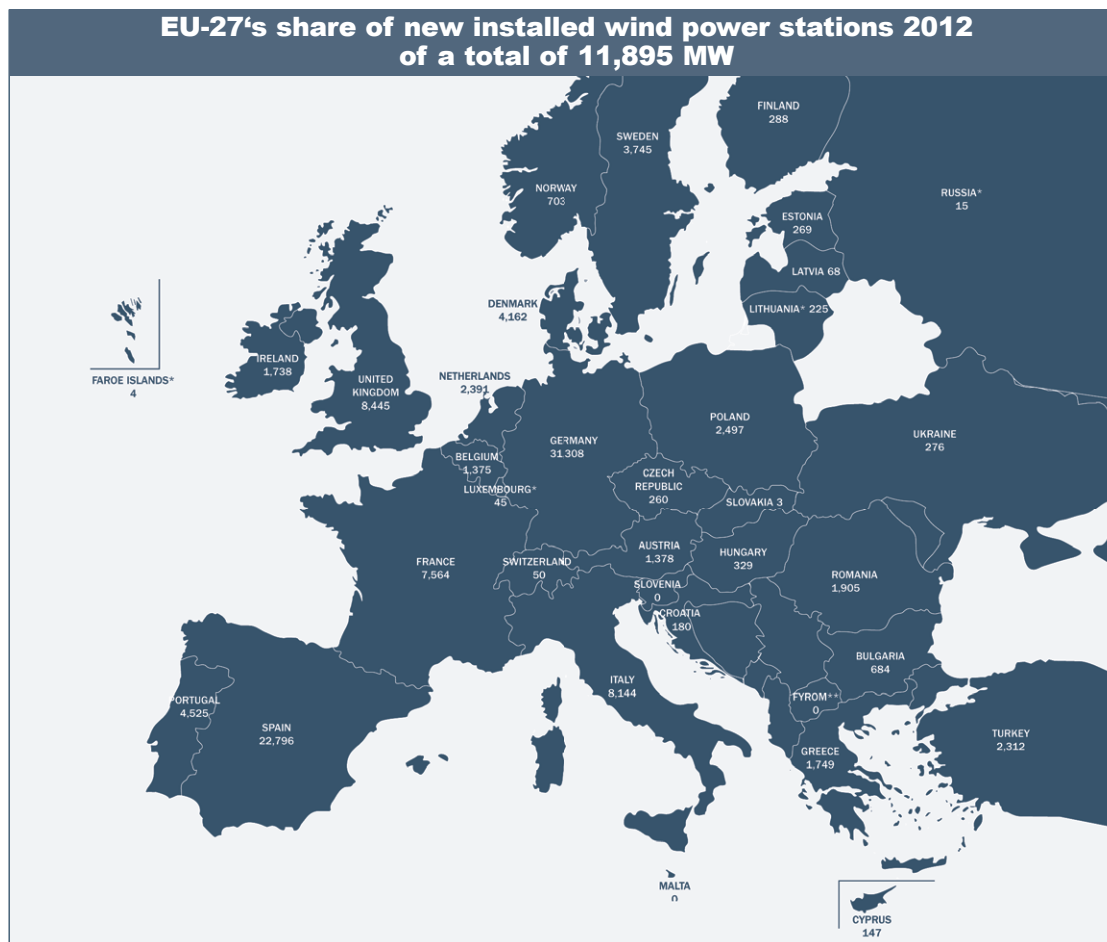 EU-27‘s share of new installed wind power stations 2012
of a total of 11,895 MW
FINLAND
288
SWEDEN
3,745
NORWAY
703
RUSSIA*
15
ESTONIA
269
LATVIA 68
LITHUANIA* 225
DENMARK
4,162
FAROE ISLANDS*
4
IRELAND
1,738
UNITED
KINGDOM
8,445
NETHERLANDS
2,391
POLAND
2,497
GERMANY
31308
UKRAINE
276
BELGIUM
1,375
LUXEMBOURG*
45
CZECH
REPUBLIC
260
SLOVAKIA 3
AUSTRIA
1,378
HUNGARY
329
FRANCE
7,564
SWITZERLAND
50
ROMANIA
1,905
SLOVENIA
0
CROATIA
180
BULGARIA
684
ITALY
8,144
FYROM**
0
PORTUGAL
4,525
SPAIN
22,796
GREECE
1,749
TURKEY
2,312
MALTA
0
CYPRUS
147